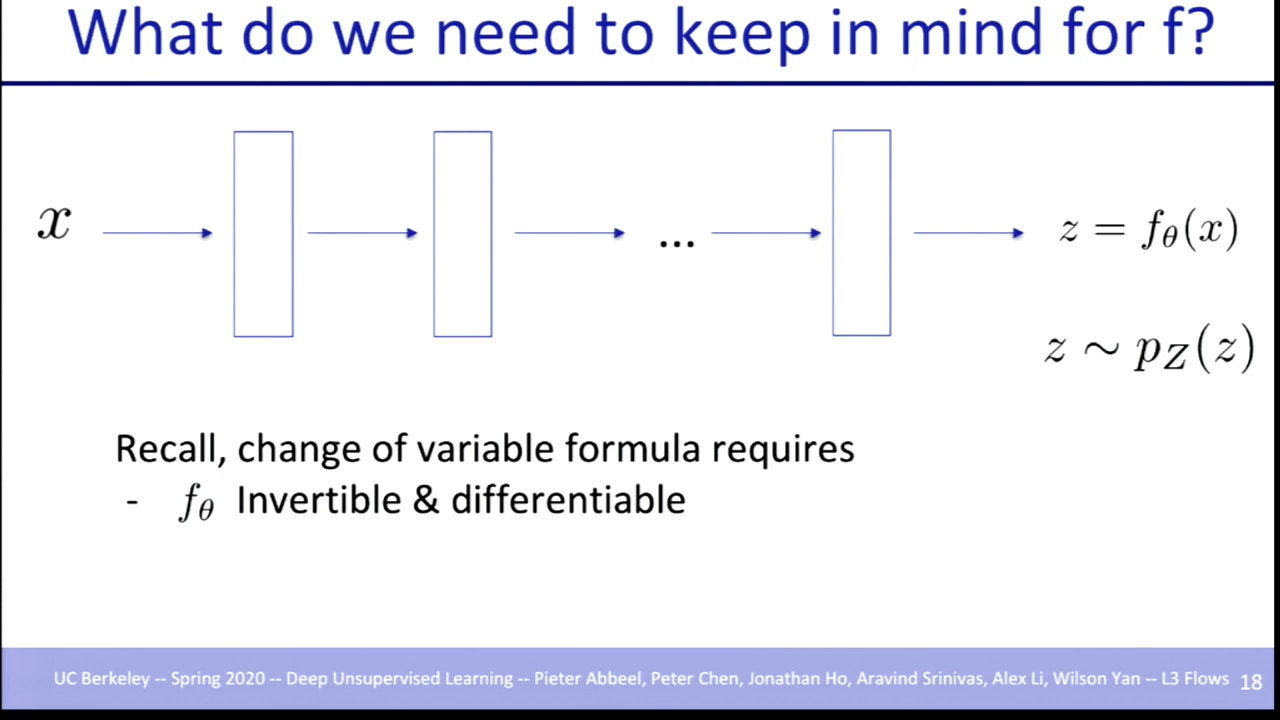 What do we need to keep in mind for f?
x
...
z = f_θ(x)
z ∼ p_Z(z)
Recall, change of variable formula requires
- f_θ Invertible & differentiable
UC Berkeley -- Spring 2020 -- Deep Unsupervised Learning -- Pieter Abbeel, Peter Chen, Jonathan Ho, Aravind Srinivas, Alex Li, Wilson Yan -- L3 Flows 18